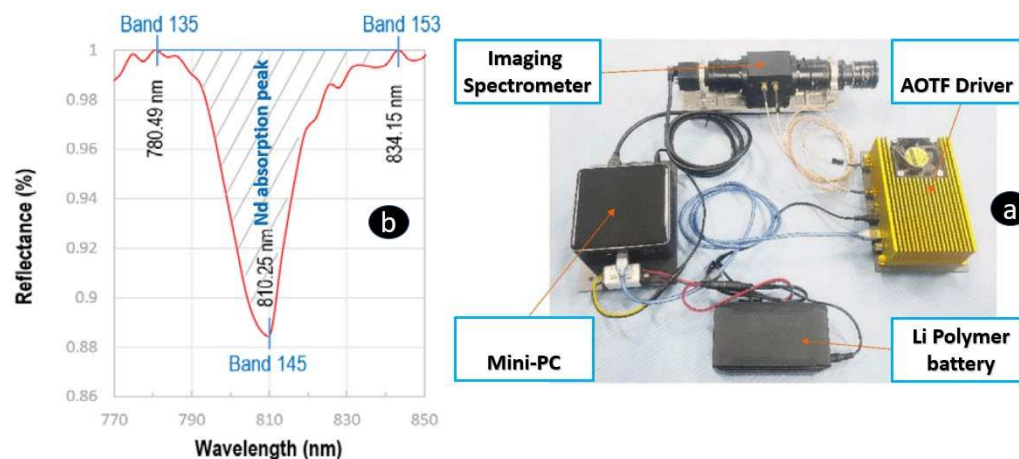 Band 135
Band 153
1
0.98
0.96
0.94
0.92
0.9
0.88
0.86
Reflectance (%)
780.49 nm
Nd absorption peak
810.25 nm
834.15 nm
b
Band 145
770
790
810
830
850
Wavelength (nm)
Imaging
Spectrometer
AOTF Driver
a
Mini-PC
Li Polymer
battery